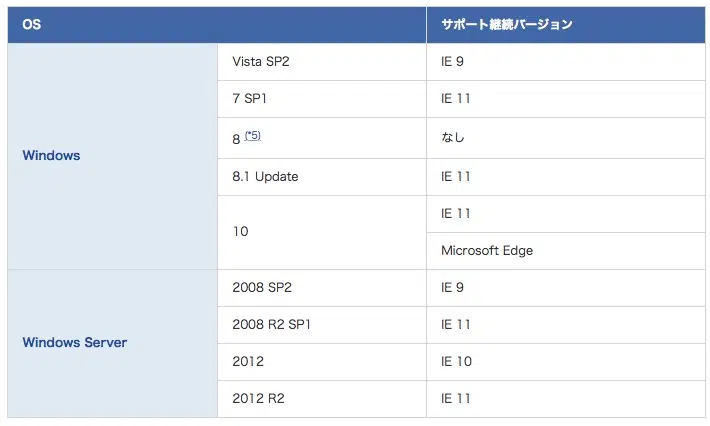 OS サポート継続バージョン
Windows
Vista SP2 IE 9
7 SP1 IE 11
8 (*5) なし
8.1 Update IE 11
10 IE 11
Microsoft Edge
Windows Server
2008 SP2 IE 9
2008 R2 SP1 IE 11
2012 IE 10
2012 R2 IE 11